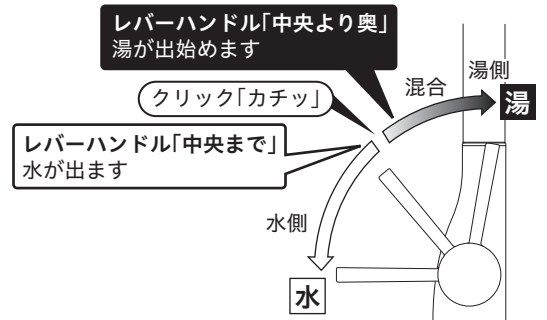 レバーハンドル「中央より奥」
湯が出始めます
湯側
混合
湯
クリック「カチッ」
レバーハンドル「中央まで」
水が出ます
水側
水